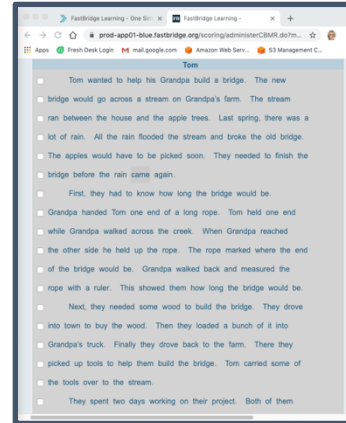 FastBridge Learning - One Sin
FastBridge Learning -
prod-app01-blue.fastbridge.org/scoring/administerCBMR.do?m...
Apps Fresh Desk Login mail.google.com Amazon Web Serv... S3 Management C...
Tom
Tom wanted to help his Grandpa build a bridge. The new
bridge would go across a stream on Grandpa's farm. The stream
ran between the house and the apple trees. Last spring, there was a
lot of rain. All the rain flooded the stream and broke the old bridge.
The apples would have to be picked soon. They needed to finish the
bridge before the rain came again.
First, they had to know how long the bridge would be.
Grandpa handed Tom one end of a long rope. Tom held one end
while Grandpa walked across the creek. When Grandpa reached
the other side he held up the rope. The rope marked where the end
of the bridge would be. Grandpa walked back and measured the
rope with a ruler. This showed them how long the bridge would be.
Next, they needed some wood to build the bridge. They drove
into town to buy the wood. Then they loaded a bunch of it into
Grandpa's truck. Finally they drove back to the farm. There they
picked up tools to help them build the bridge. Tom carried some of
the tools over to the stream.
They spent two days working on their project. Both of them